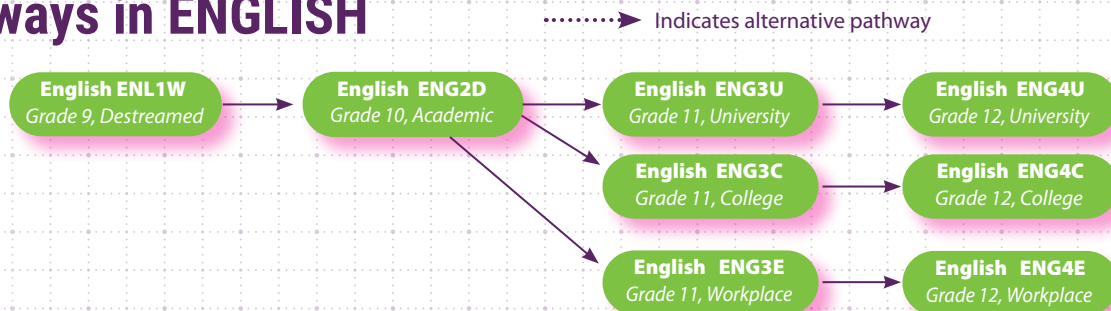 ways in ENGLISH
Indicates alternative pathway
English ENL1W
Grade 9, Destreamed
English ENG2D
Grade 10, Academic
English ENG3U
Grade 11, University
English ENG4U
Grade 12, University
English ENG3C
Grade 11, College
English ENG4C
Grade 12, College
English ENG3E
Grade 11, Workplace
English ENG4E
Grade 12, Workplace